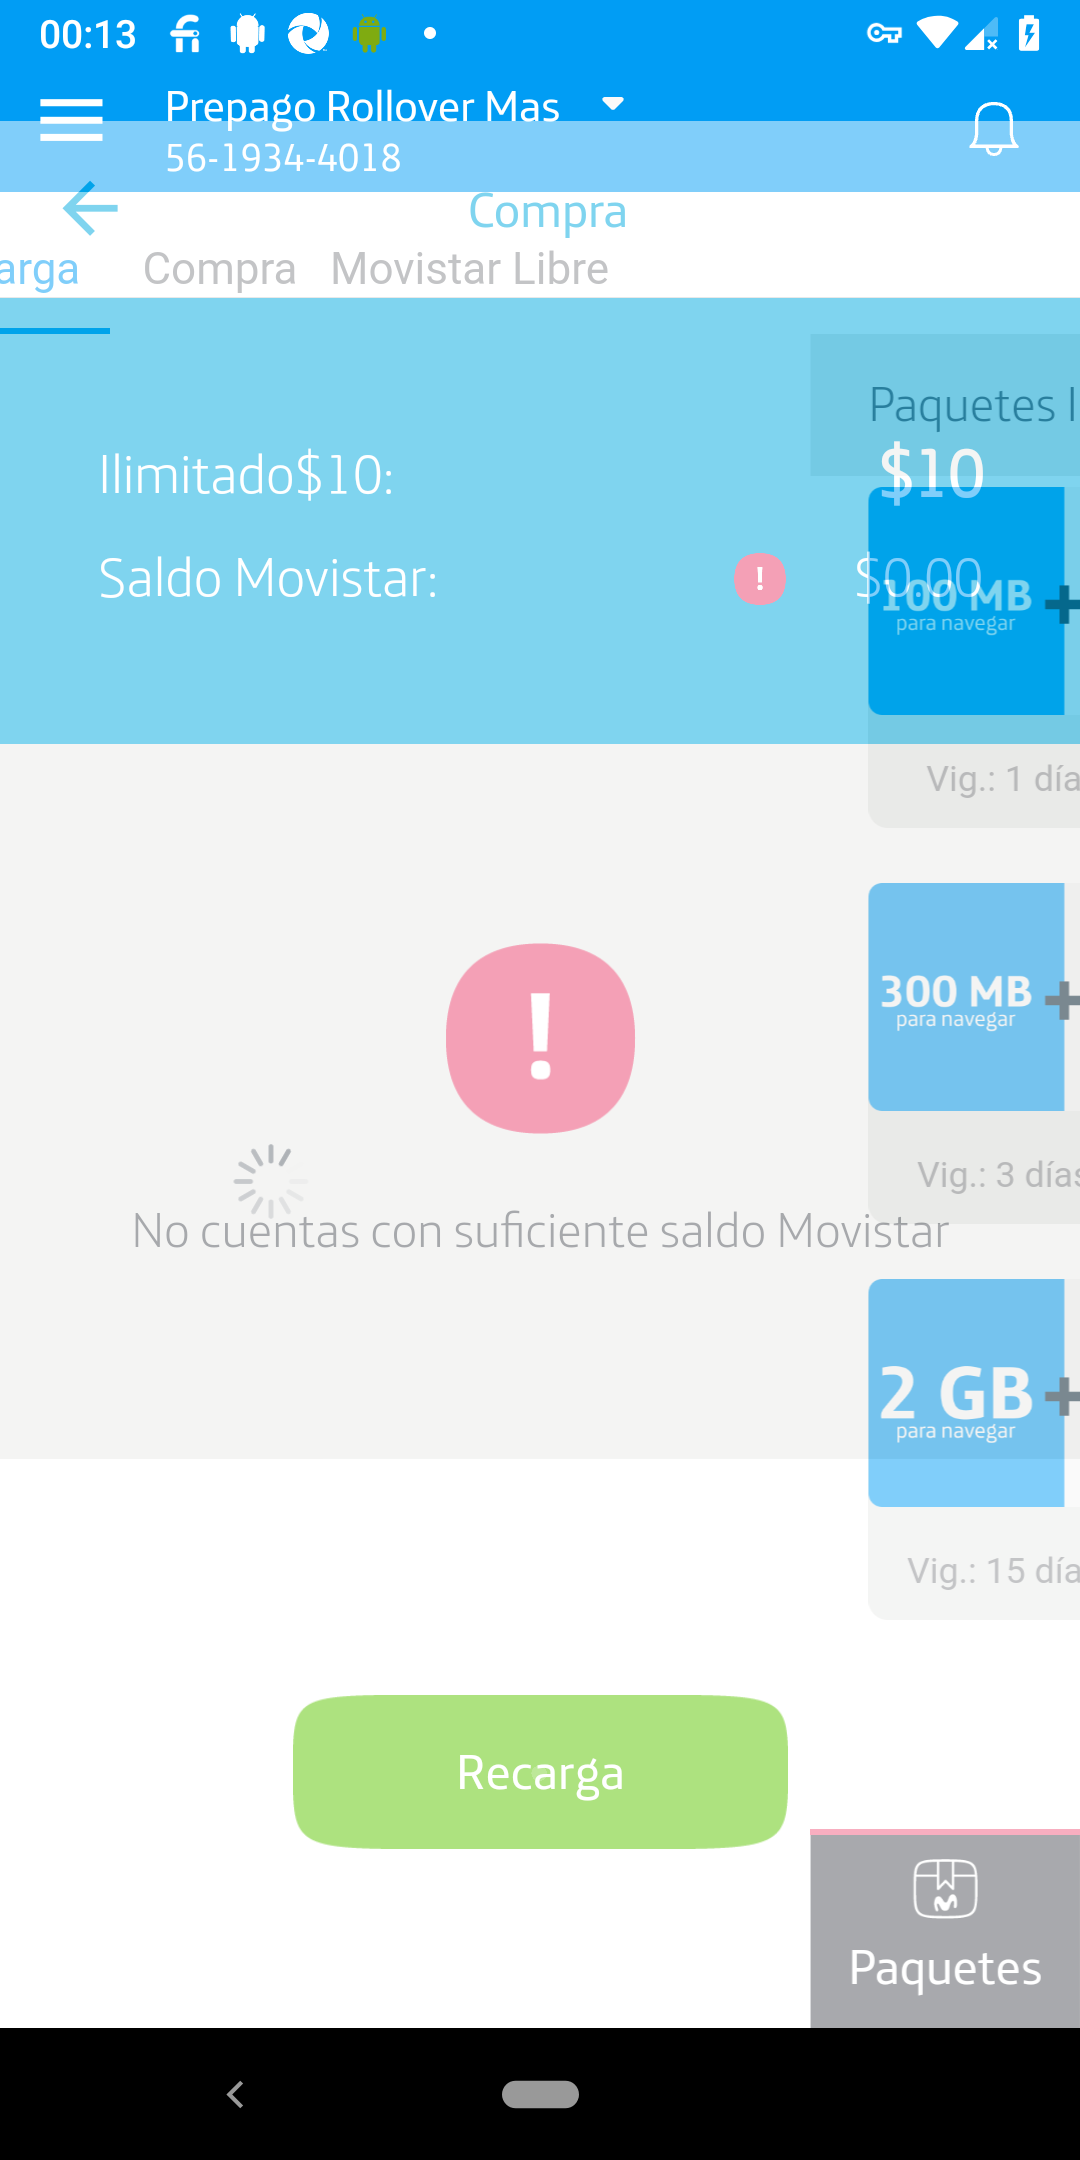 00:13
Prepago Rollover Mas
56-1934-4018
Compra
arga Compra Movistar Libre
Paquetes I
Ilimitado$10: $10
Saldo Movistar: ! $0.00
100 MB +
para navegar
Vig.: 1 día
!
300 MB +
para navegar
Vig.: 3 días
No cuentas con suficiente saldo Movistar
2 GB +
para navegar
Vig.: 15 día
Recarga
Paquetes